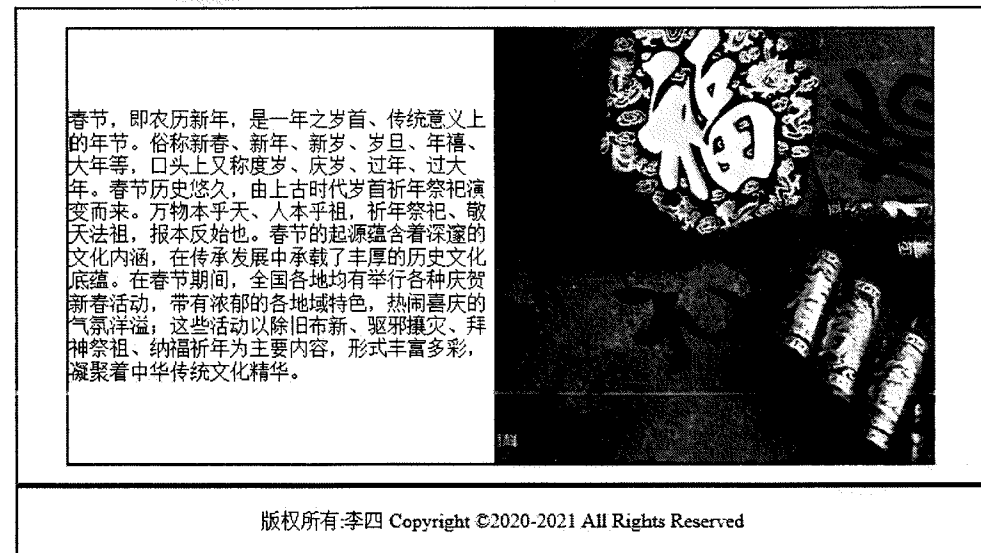 春节，即农历新年，是一年之岁首、传统意义上
的年节。俗称新春、新年、新岁、岁旦、年禧、
大年等，口头上又称度岁、庆岁、过年、过大
年。春节历史悠久，由上古时代岁首祈年祭祀演
变而来。万物本乎天、人本乎祖，祈年祭祀、敬
天法祖，报本反始也。春节的起源蕴含着深邃的
文化内涵，在传承发展中承载了丰厚的历史文化
底蕴。在春节期间，全国各地均有举行各种庆贺
新春活动，带有浓郁的各地域特色，热闹喜庆的
气氛洋溢；这些活动以除旧布新、驱邪攘灾、拜
神祭祖、纳福祈年为主要内容，形式丰富多彩，
凝聚着中华传统文化精华。
福
版权所有:李四 Copyright ©2020-2021 All Rights Reserved